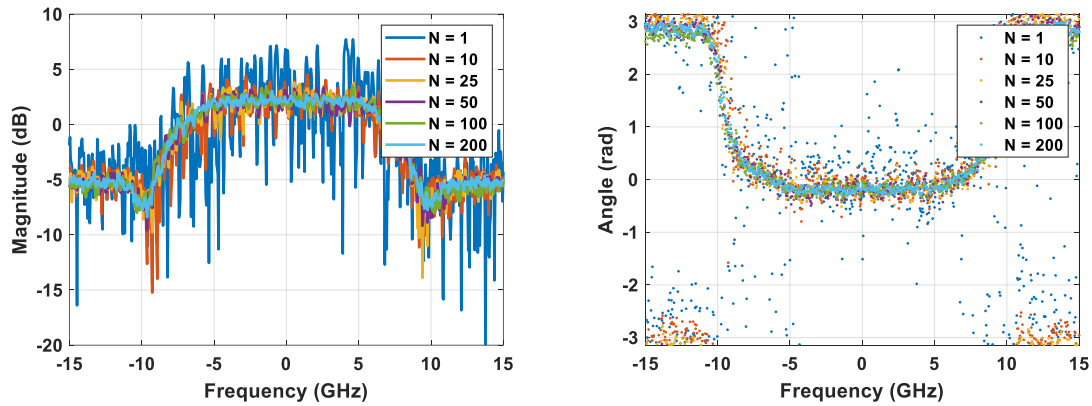 10
5
0
-5
-10
-15
-20
Magnitude (dB)
-15 -10 -5 0 5 10 15
Frequency (GHz)
N = 1
N = 10
N = 25
N = 50
N = 100
N = 200
3
2
1
0
-1
-2
-3
Angle (rad)
-15 -10 -5 0 5 10 15
Frequency (GHz)
N = 1
N = 10
N = 25
N = 50
N = 100
N = 200